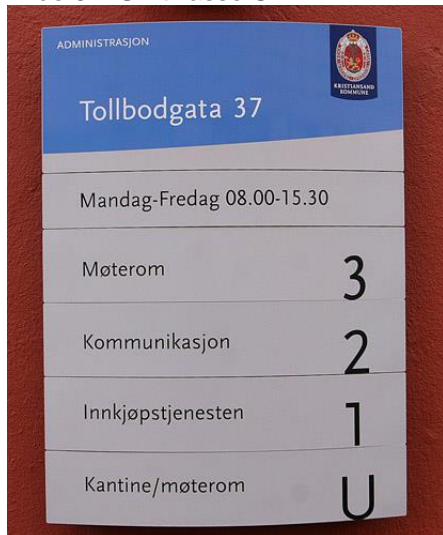 ADMINISTRASJON
KRISTIANSAND
KOMMUNE
Tollbodgata 37
Mandag-Fredag 08.00-15.30
Møterom 3
Kommunikasjon 2
Innkjøpstjenesten 1
Kantine/møterom U